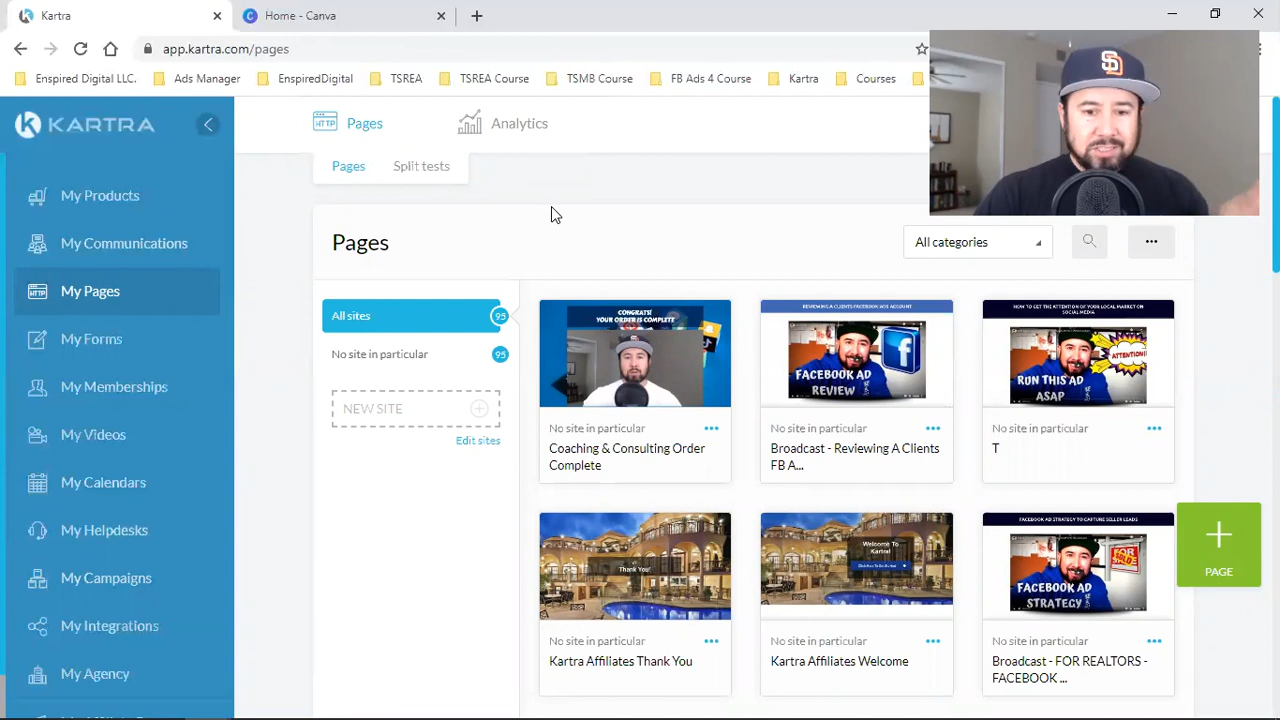 Kartra
Home - Canva
app.kartra.com/pages
Enspired Digital LLC.
Ads Manager
EnspiredDigital
TSREA
TSREA Course
TSMB Course
FB Ads 4 Course
Kartra
Courses
KARTRA
Pages
Analytics
Pages
Split tests
My Products
My Communications
My Pages
My Forms
My Memberships
My Videos
My Calendars
My Helpdesks
My Campaigns
My Integrations
My Agency
Pages
All categories
All sites
95
No site in particular
95
NEW SITE
Edit sites
CONGRATS!
YOUR ORDER IS COMPLETE
No site in particular
Coaching & Consulting Order
Complete
REVIEWING A CLIENTS FACEBOOK ADS ACCOUNT
FACEBOOK AD
REVIEW
No site in particular
Broadcast - Reviewing A Clients
FB A...
HOW TO GET THE ATTENTION OF YOUR LOCAL MARKET ON
SOCIAL MEDIA
ATTENTION!
RUN THIS AD
ASAP
No site in particular
T
Thank You!
No site in particular
Kartra Affiliates Thank You
Welcome To
Kartra!
No site in particular
Kartra Affiliates Welcome
FACEBOOK AD STRATEGY TO CAPTURE SELLER LEADS
FOR
FACEBOOK AD
STRATEGY
No site in particular
Broadcast - FOR REALTORS -
FACEBOOK ...
PAGE
SD